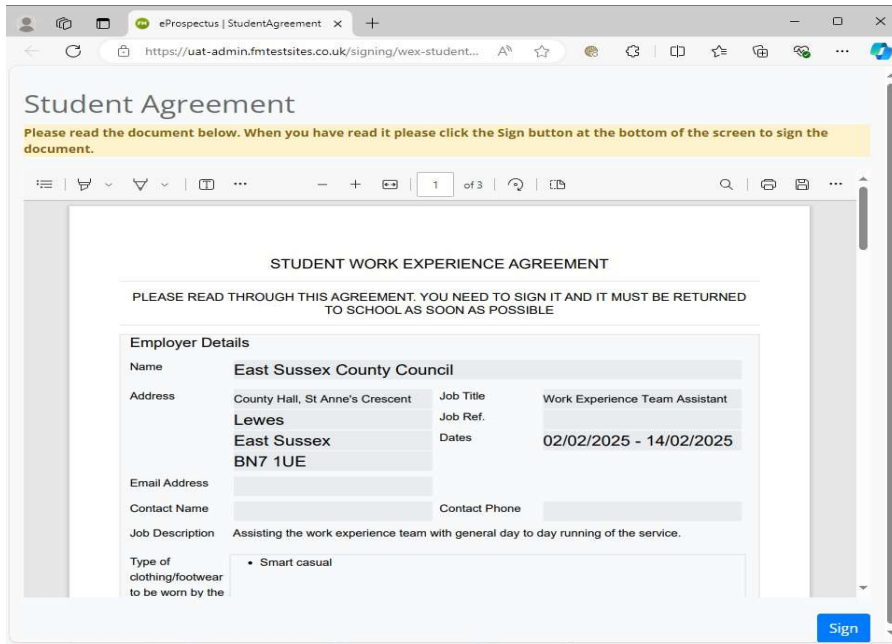 eProspectus | StudentAgreement
https://uat-admin.fmtestsites.co.uk/signing/wex-student...
Student Agreement
Please read the document below. When you have read it please click the Sign button at the bottom of the screen to sign the
document.
1 of 3
STUDENT WORK EXPERIENCE AGREEMENT
PLEASE READ THROUGH THIS AGREEMENT. YOU NEED TO SIGN IT AND IT MUST BE RETURNED
TO SCHOOL AS SOON AS POSSIBLE
Employer Details
Name East Sussex County Council
Address County Hall, St Anne's Crescent Job Title Work Experience Team Assistant
Lewes Job Ref.
East Sussex Dates 02/02/2025 - 14/02/2025
BN7 1UE
Email Address
Contact Name Contact Phone
Job Description Assisting the work experience team with general day to day running of the service.
Type of • Smart casual
clothing/footwear
to be worn by the
Sign